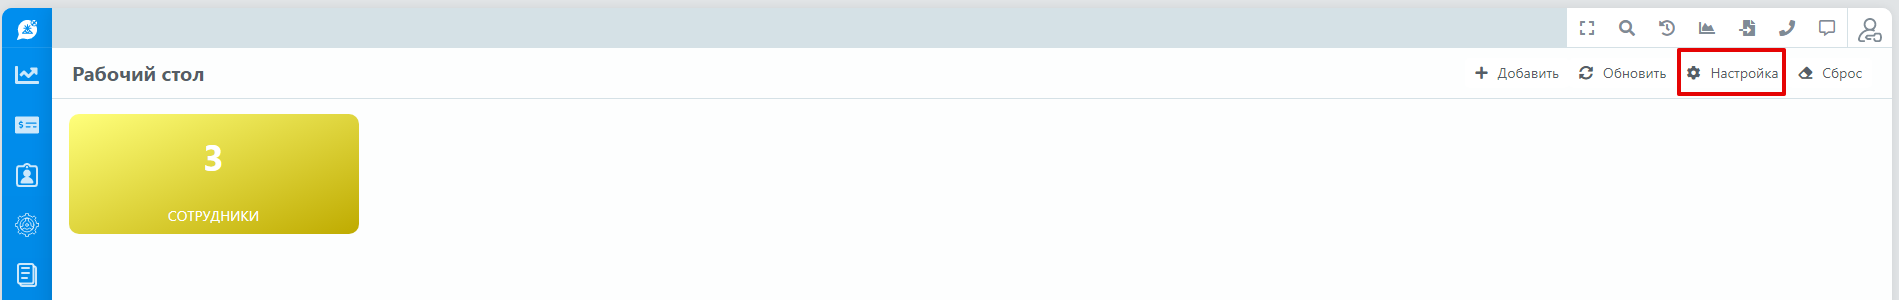 Рабочий стол
Добавить Обновить Настройка Сброс
3
СОТРУДНИКИ